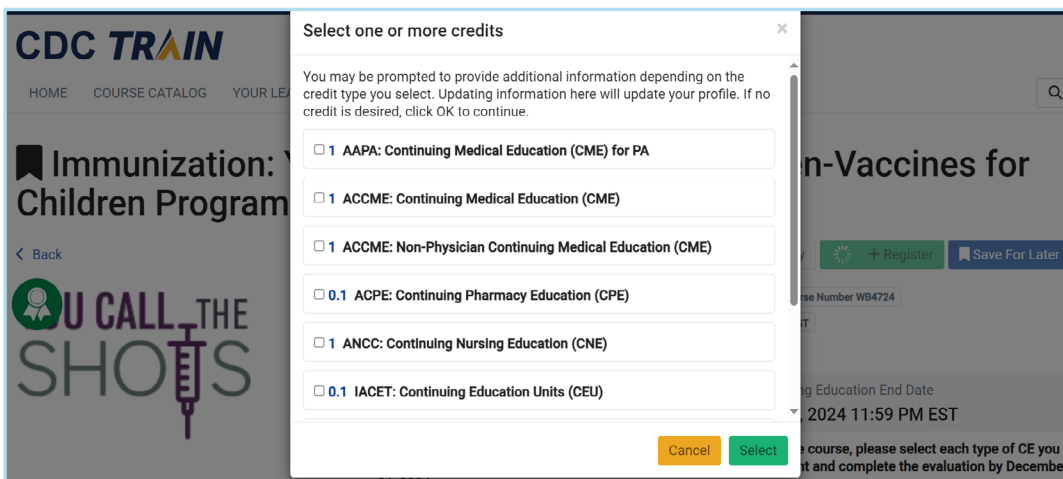 CDC TRAIN
HOME COURSE CATALOG YOUR LEA
Immunization: Y
en-Vaccines for
Children Program
Back
Register
Save For Later
YOU CALL THE
SHOTS
rse Number WB4724
ST
ng Education End Date
, 2024 11:59 PM EST
e course, please select each type of CE you
nt and complete the evaluation by Decembe
Select one or more credits
×
You may be prompted to provide additional information depending on the
credit type you select. Updating information here will update your profile. If no
credit is desired, click OK to continue.
1 AAPA: Continuing Medical Education (CME) for PA
1 ACCME: Continuing Medical Education (CME)
1 ACCME: Non-Physician Continuing Medical Education (CME)
0.1 ACPE: Continuing Pharmacy Education (CPE)
1 ANCC: Continuing Nursing Education (CNE)
0.1 IACET: Continuing Education Units (CEU)
Cancel
Select